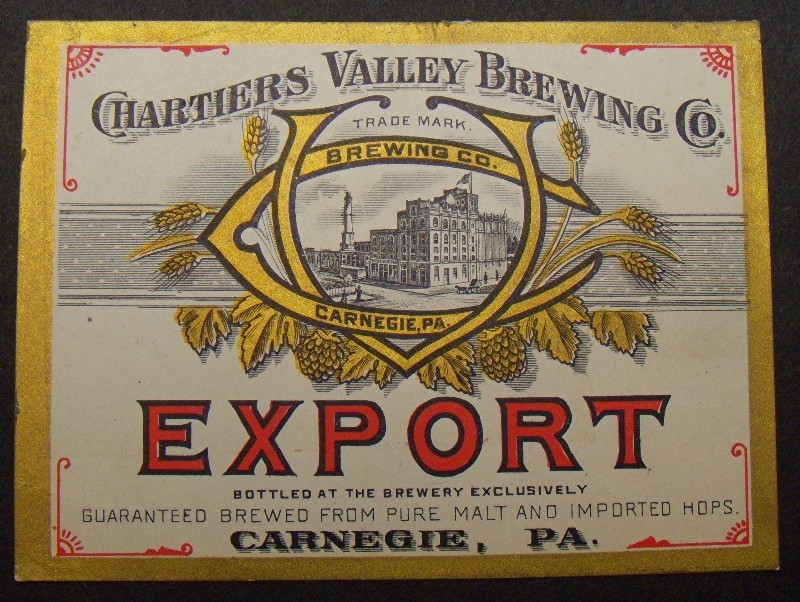 CHARTIERS VALLEY BREWING CO.
TRADE MARK.
BREWING CO.
CARNEGIE, PA.
EXPORT
BOTTLED AT THE BREWERY EXCLUSIVELY
GUARANTEED BREWED FROM PURE MALT AND IMPORTED HOPS.
CARNEGIE, PA.